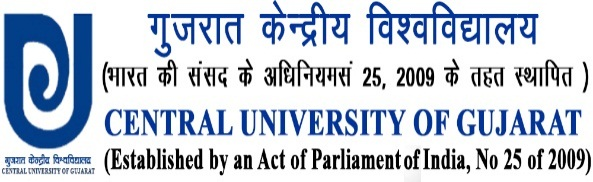 गुजरात केन्द्रीय विश्वविद्यालय
(भारत की संसद के अधिनियमसं 25, 2009 के तहत स्थापित )
CENTRAL UNIVERSITY OF GUJARAT
(Established by an Act of Parliament of India, No 25 of 2009)
गुजरात केन्द्रीय विश्वविद्यालय
CENTRAL UNIVERSITY OF GUJARAT